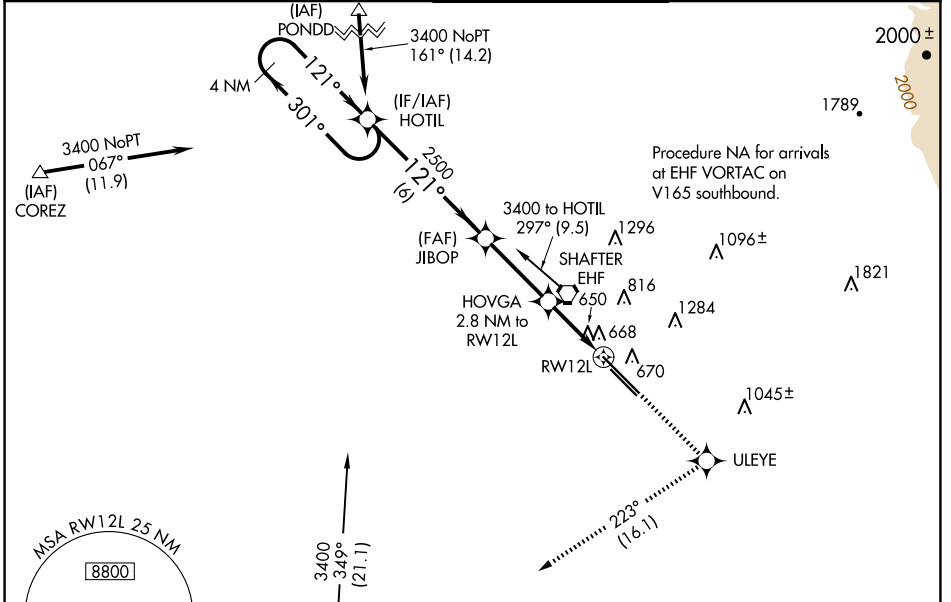 (IAF)
PONDD
3400 NoPT
161° (14.2)
2000 ±
2000
1789
4 NM
121°
301°
(IF/IAF)
HOTIL
3400 NoPT
067°
(11.9)
(IAF)
COREZ
2500
121°
(6)
Procedure NA for arrivals
at EHF VORTAC on
V165 southbound.
3400 to HOTIL
297° (9.5)
(FAF)
JIBOP
SHAFTER
EHF
1296
1096±
1821
650
816
1284
HOVGA
2.8 NM to
RW12L
668
RW12L
670
1045±
ULEYE
223°
(16.1)
3400
349°
(21.1)
MSA RW12L 25 NM
8800